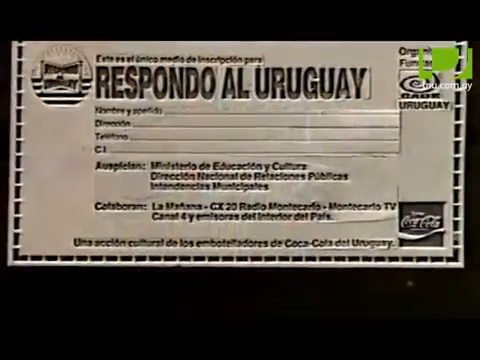 Este es el único medio de inscripción para
RESPONDO AL URUGUAY
Nombre y apellido
Dirección
Teléfono
C.I.
Auspician: Ministerio de Educación y Cultura
Dirección Nacional de Relaciones Públicas
Intendencias Municipales
Colaboran: La Mañana - CX 20 Radio Montecarlo - Montecarlo TV
Canal 4 y emisoras del Interior del País.
Una acción cultural de los embotelladores de Coca-Cola del Uruguay.
URUGUAY
mu.com.uy
Coca-Cola